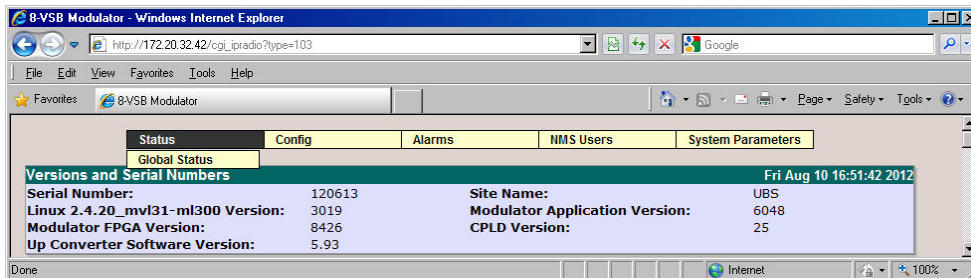 8-VSB Modulator - Windows Internet Explorer
http://172.20.32.42/cgi_ipradio?type=103
Google
File Edit View Favorites Tools Help
Favorites 8-VSB Modulator Page Safety Tools
Status Config Alarms NMS Users System Parameters
Global Status
Versions and Serial Numbers Fri Aug 10 16:51:42 2012
Serial Number: 120613 Site Name: UBS
Linux 2.4.20_mvl31-ml300 Version: 3019 Modulator Application Version: 6048
Modulator FPGA Version: 8426 CPLD Version: 25
Up Converter Software Version: 5.93
Done Internet 100%